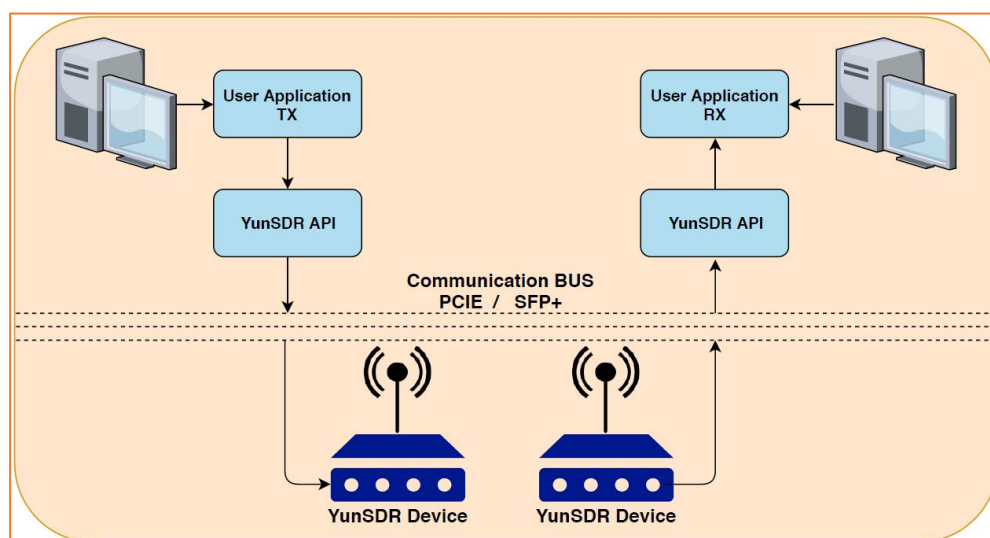 User Application
TX
User Application
RX
YunSDR API
YunSDR API
Communication BUS
PCIE / SFP+
YunSDR Device
YunSDR Device